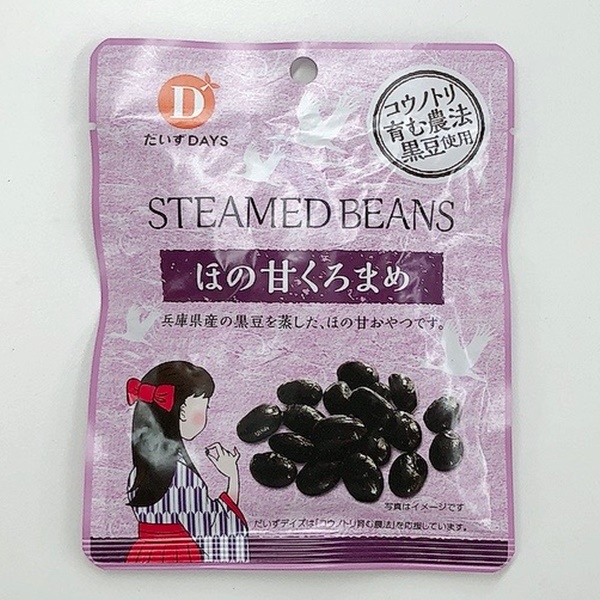 D
だいずDAYS
コウノトリ
育む農法
黒豆使用
STEAMED BEANS
ほの甘くろまめ
兵庫県産の黒豆を蒸した、ほの甘おやつです。
写真はイメージです
だいずデイズは「コウノトリ育む農法」を応援しています。